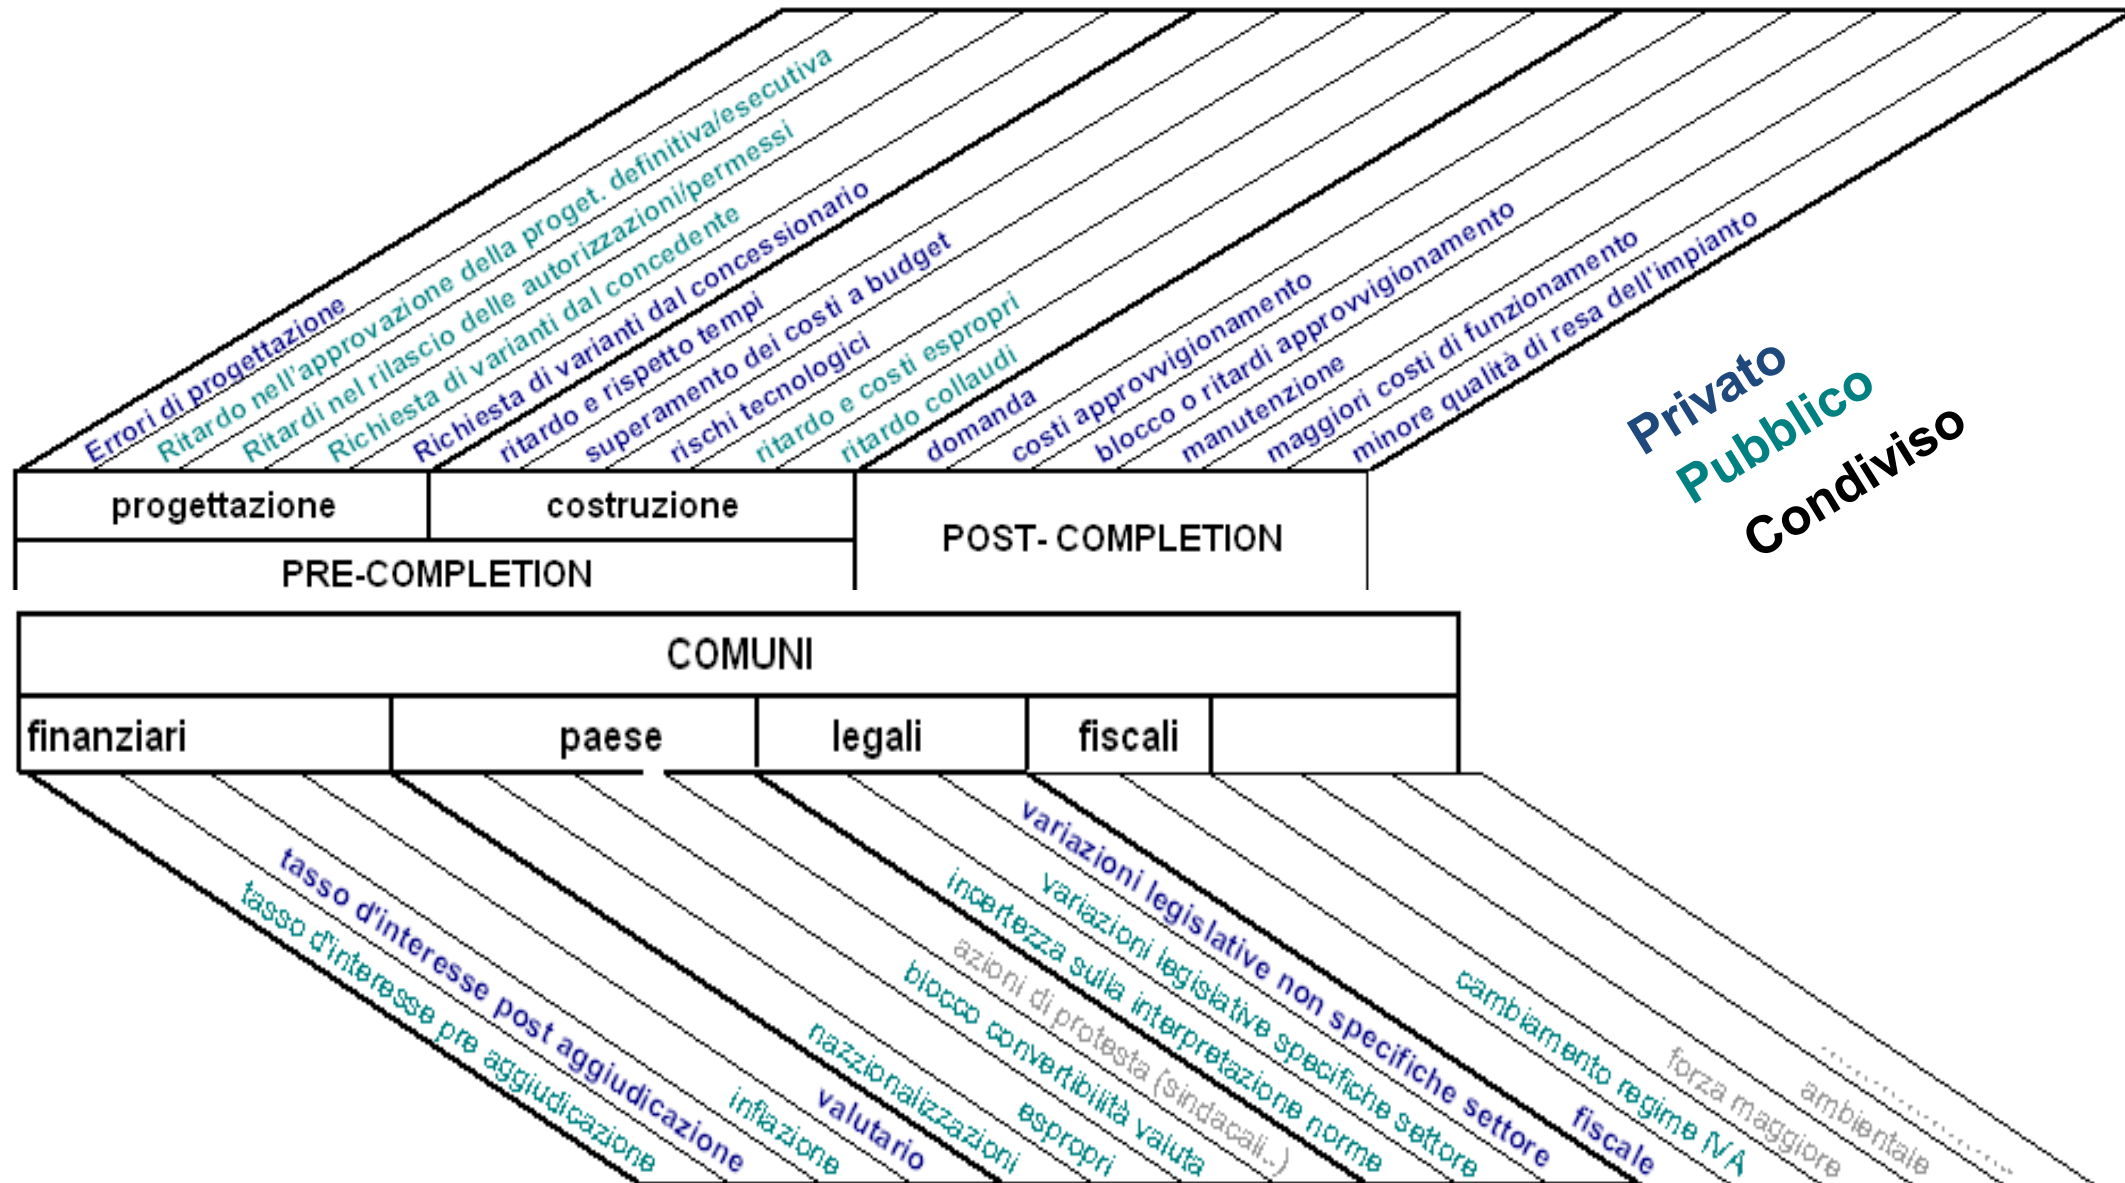 Errori di progettazione
Ritardo nell'approvazione della proget. definitiva/esecutiva
Ritardi nel rilascio delle autorizzazioni/permessi
Richiesta di varianti dal concedente
Richiesta di varianti dal concessionario
ritardo e rispetto tempi
superamento dei costi a budget
rischi tecnologici
ritardo e costi espropri
ritardo collaudi
domanda
costi approvvigionamento
blocco o ritardi approvvigionamento
manutenzione
maggiori costi di funzionamento
minore qualità di resa dell'impianto
Privato
Pubblico
Condiviso
progettazione
costruzione
POST- COMPLETION
PRE-COMPLETION
COMUNI
finanziari
paese
legali
fiscali
tasso d'interesse pre aggiudicazione
tasso d'interesse post aggiudicazione
inflazione
valutario
nazzionalizzazioni
espropri
blocco convertibilità valuta
azioni di protesta (sindacali..)
incertezza sulla interpretazione norme
variazioni legislative specifiche settore
variazioni legislative non specifiche settore
fiscale
cambiamento regime IVA
forza maggiore
ambientale
......................